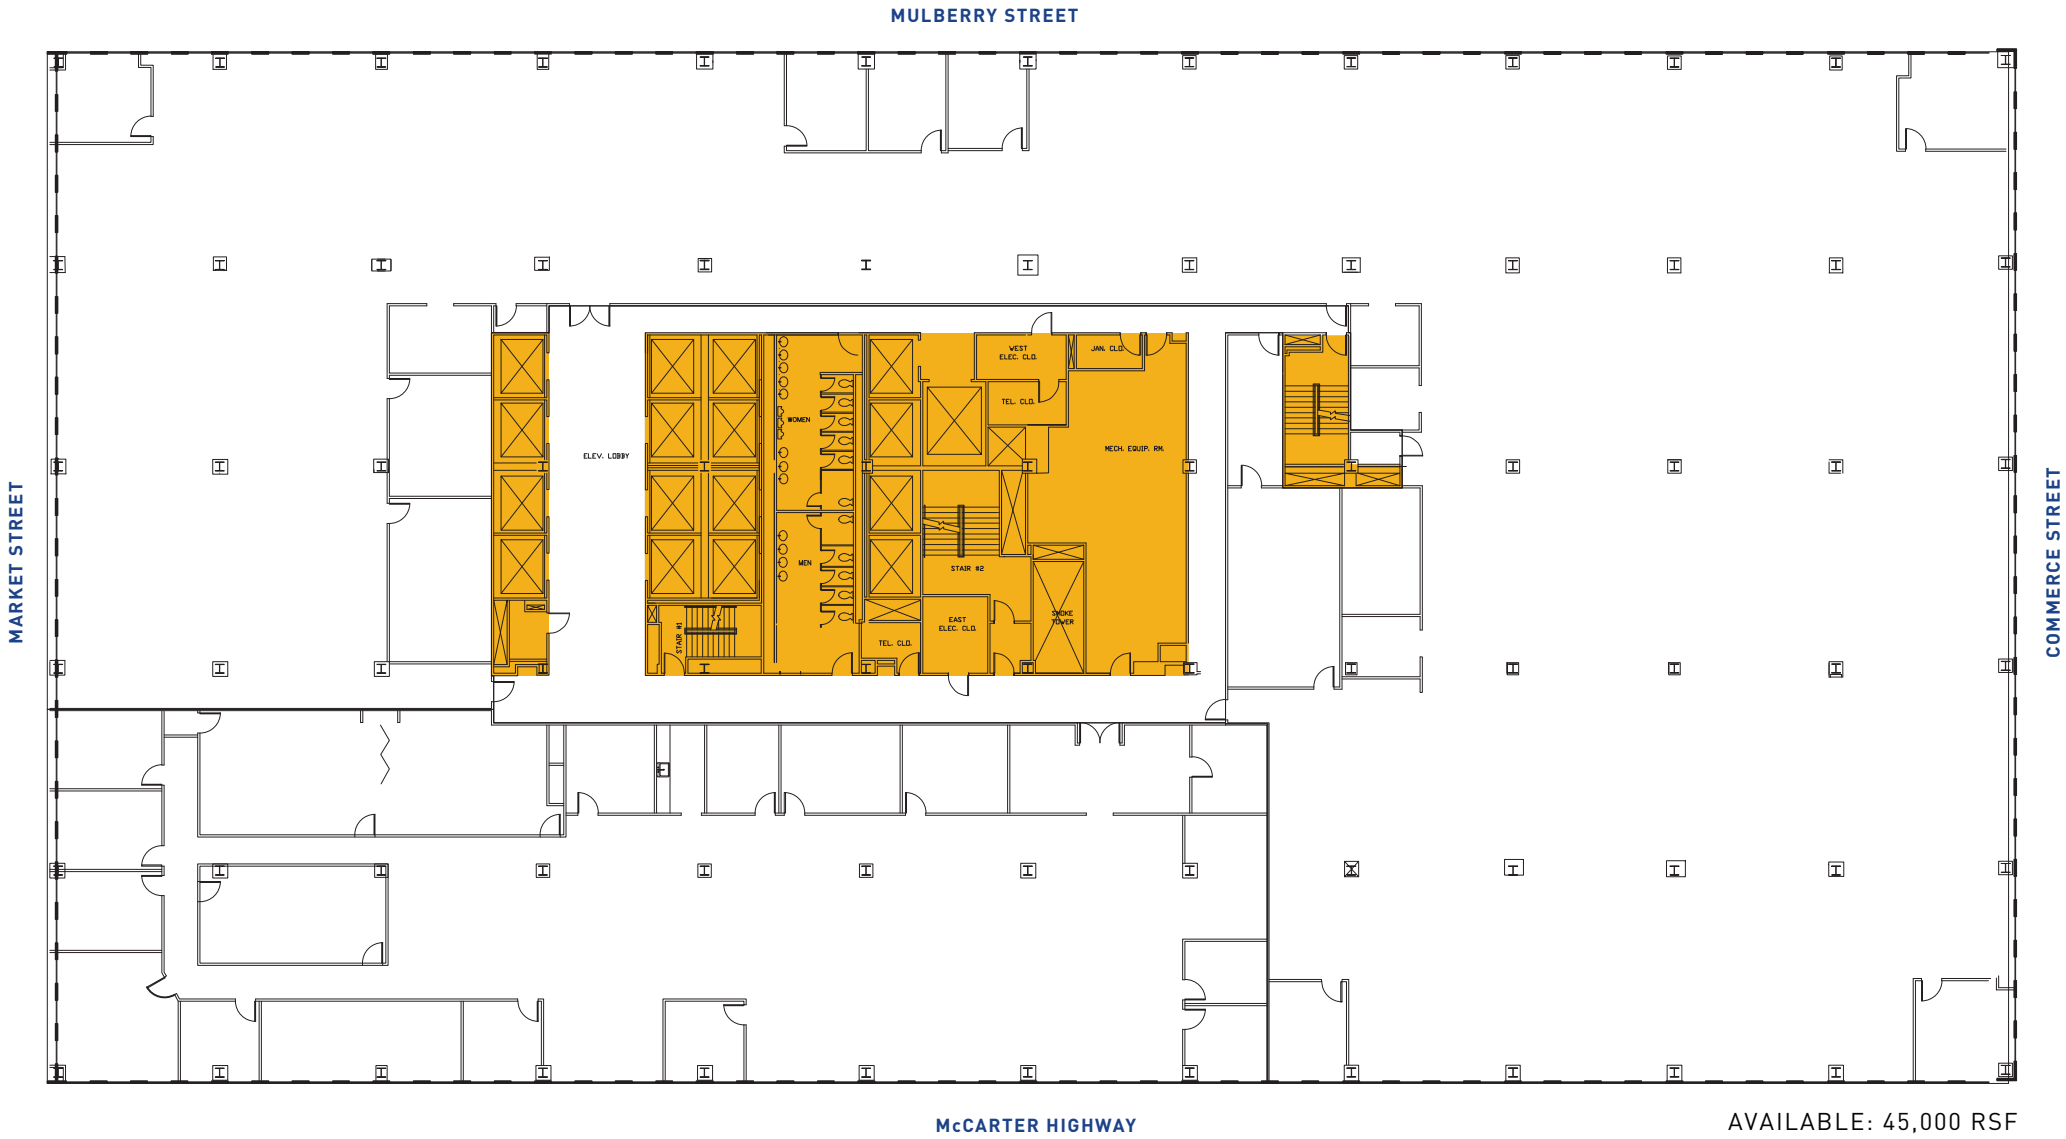 MULBERRY STREET
WEST
ELEC. CLO.
JAN. CLO.
TEL. CLO.
WOMEN
ELEV. LOBBY
MECH. EQUIP. RM.
MARKET STREET
COMMERCE STREET
MEN
STAIR #2
SMOKE
TOWER
EAST
ELEC. CLO.
STAIR #1
TEL. CLO.
McCARTER HIGHWAY
AVAILABLE: 45,000 RSF